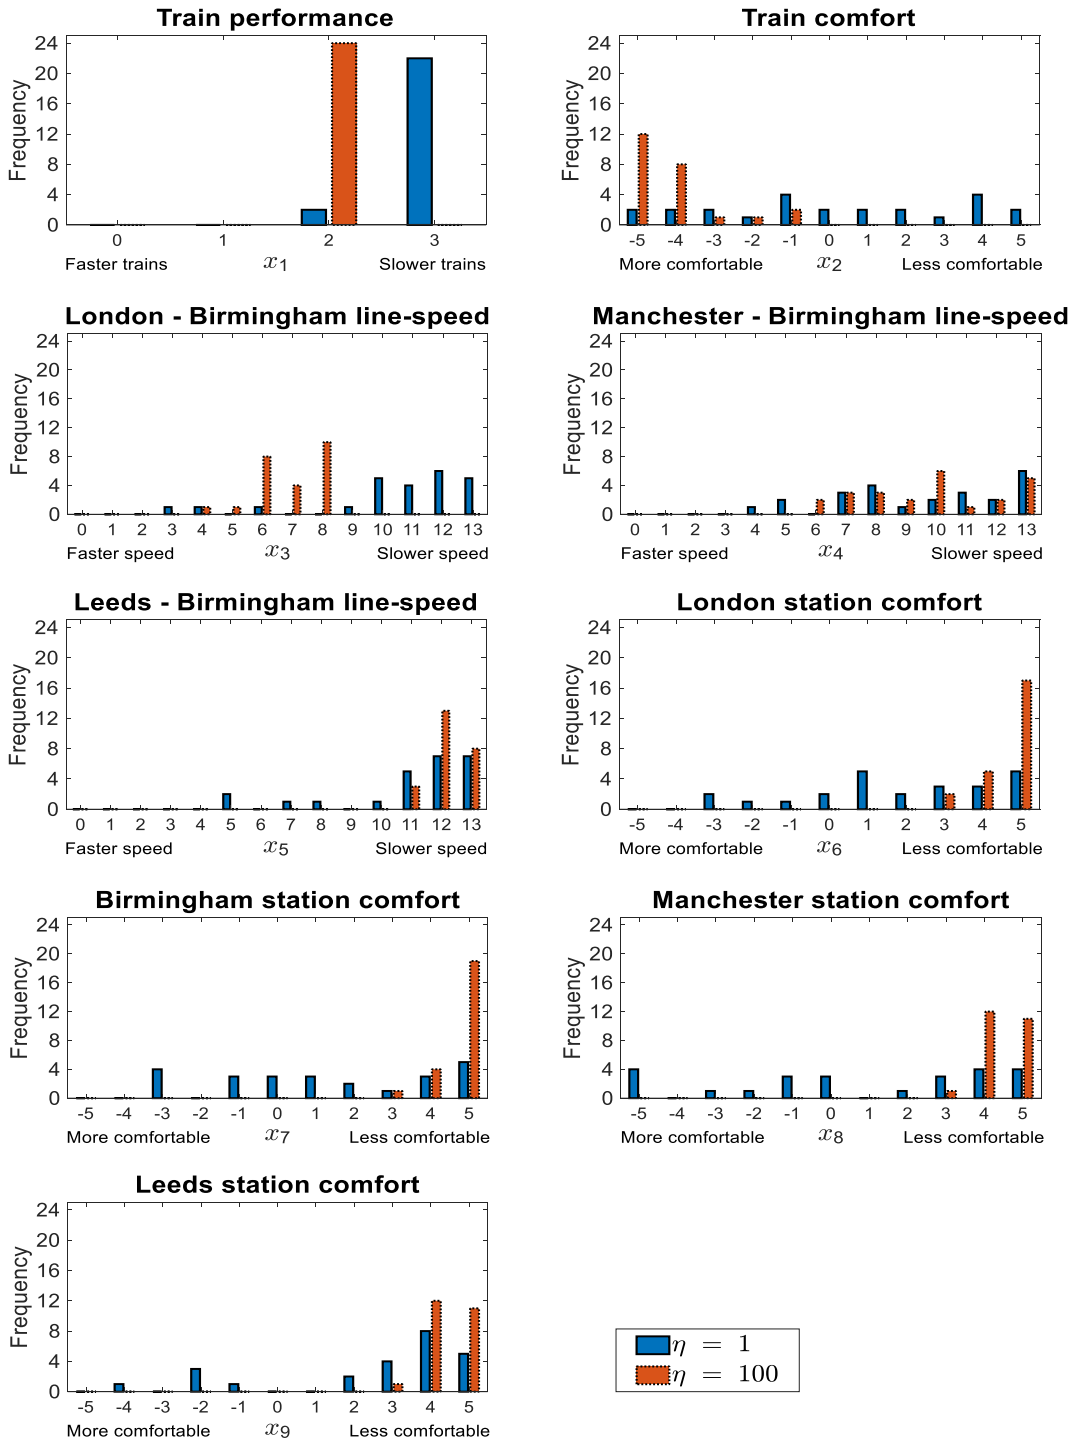 Train performance
Frequency
24
20
16
12
8
4
0
0 1 2 3
Faster trains x1 Slower trains
Train comfort
Frequency
24
20
16
12
8
4
0
-5 -4 -3 -2 -1 0 1 2 3 4 5
More comfortable x2 Less comfortable
London - Birmingham line-speed
Frequency
24
20
16
12
8
4
0
0 1 2 3 4 5 6 7 8 9 10 11 12 13
Faster speed x3 Slower speed
Manchester - Birmingham line-speed
Frequency
24
20
16
12
8
4
0
0 1 2 3 4 5 6 7 8 9 10 11 12 13
Faster speed x4 Slower speed
Leeds - Birmingham line-speed
Frequency
24
20
16
12
8
4
0
0 1 2 3 4 5 6 7 8 9 10 11 12 13
Faster speed x5 Slower speed
London station comfort
Frequency
24
20
16
12
8
4
0
-5 -4 -3 -2 -1 0 1 2 3 4 5
More comfortable x6 Less comfortable
Birmingham station comfort
Frequency
24
20
16
12
8
4
0
-5 -4 -3 -2 -1 0 1 2 3 4 5
More comfortable x7 Less comfortable
Manchester station comfort
Frequency
24
20
16
12
8
4
0
-5 -4 -3 -2 -1 0 1 2 3 4 5
More comfortable x8 Less comfortable
Leeds station comfort
Frequency
24
20
16
12
8
4
0
-5 -4 -3 -2 -1 0 1 2 3 4 5
More comfortable x9 Less comfortable
η = 1
η = 100